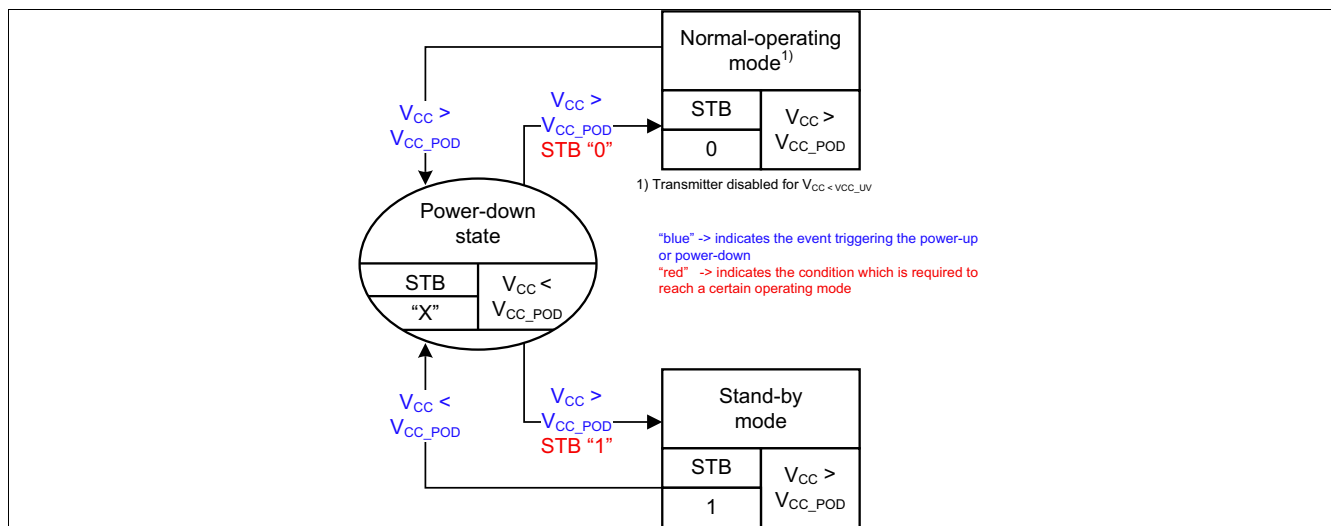 Normal-operating
mode1)
STB
0
VCC >
VCC_POD
1) Transmitter disabled for VCC < VCC_UV
VCC >
VCC_POD
VCC >
VCC_POD
STB “0”
Power-down
state
STB
“X”
VCC <
VCC_POD
“blue” -> indicates the event triggering the power-up
or power-down
“red” -> indicates the condition which is required to
reach a certain operating mode
VCC <
VCC_POD
VCC >
VCC_POD
STB “1”
Stand-by
mode
STB
1
VCC >
VCC_POD